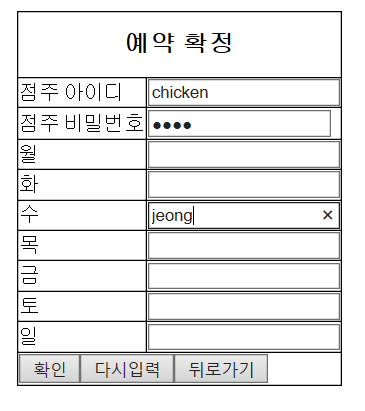 예약 확정
점주 아이디 chicken
점주 비밀번호 ●●●●
월
화
수 jeong ✕
목
금
토
일
확인 다시입력 뒤로가기